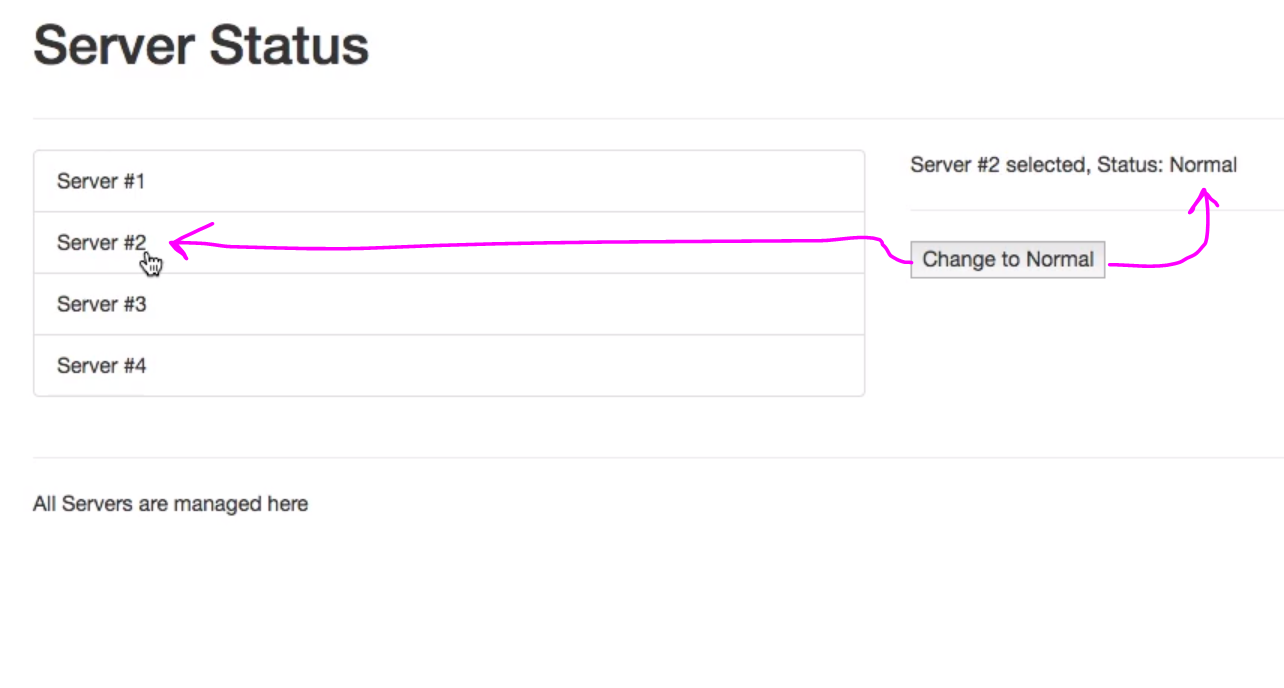 Server Status
Server #1
Server #2
Server #3
Server #4
Server #2 selected, Status: Normal
Change to Normal
All Servers are managed here